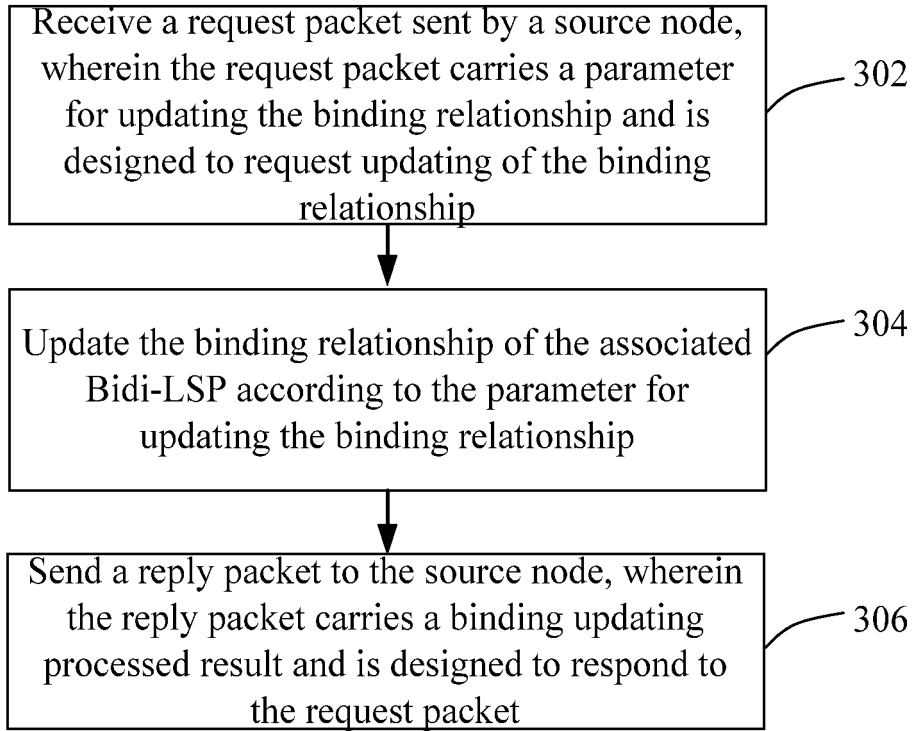 Receive a request packet sent by a source node,
wherein the request packet carries a parameter
for updating the binding relationship and is
designed to request updating of the binding
relationship
302
Update the binding relationship of the associated
Bidi-LSP according to the parameter for
updating the binding relationship
304
Send a reply packet to the source node, wherein
the reply packet carries a binding updating
processed result and is designed to respond to
the request packet
306